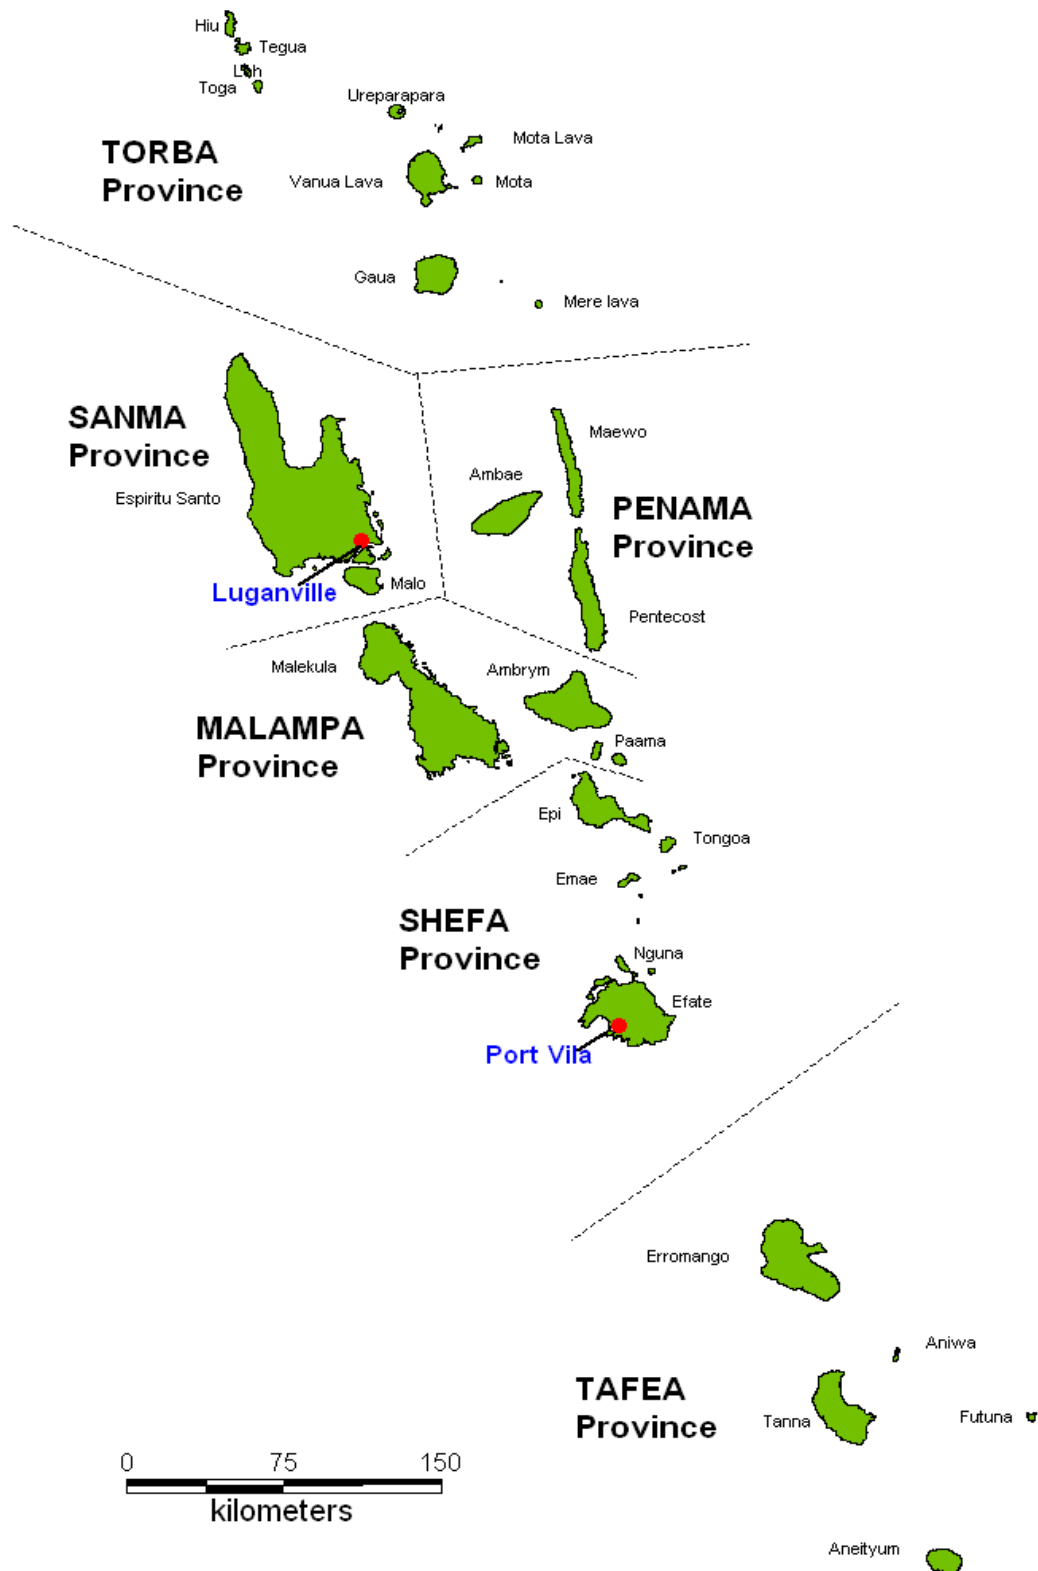 Hiu
Tegua
Loh
Toga
Ureparapara
Mota Lava
TORBA
Province
Vanua Lava
Mota
Gaua
Mere lava
SANMA
Province
Maewo
Ambae
Espiritu Santo
PENAMA
Province
Luganville
Malo
Pentecost
Malekula
Ambrym
MALAMPA
Province
Paama
Epi
Tongoa
Emae
SHEFA
Province
Nguna
Efate
Port Vila
Erromango
Aniwa
TAFEA
Province
Tanna
Futuna
0 75 150
kilometers
Aneityum